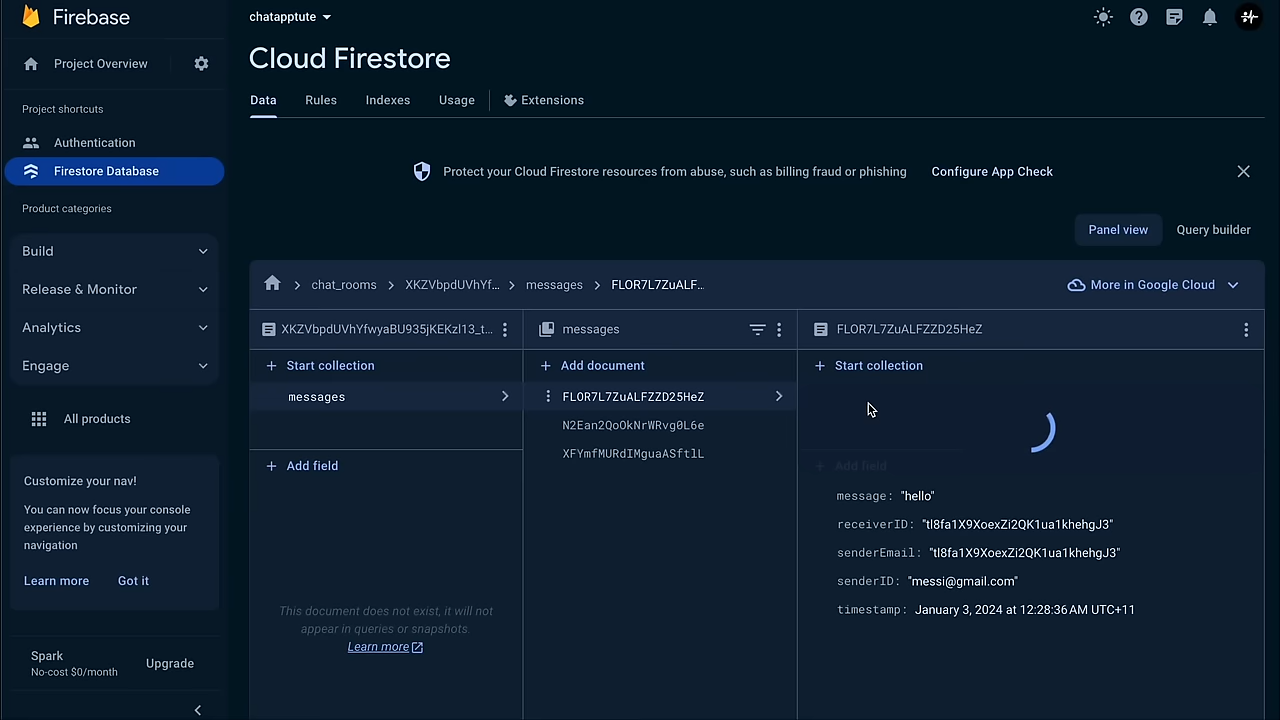 Firebase
chatapptute
Project Overview
Cloud Firestore
Data
Rules
Indexes
Usage
Extensions
Project shortcuts
Authentication
Firestore Database
Product categories
Build
Release & Monitor
Analytics
Engage
All products
Customize your nav!
You can now focus your console
experience by customizing your
navigation
Learn more
Got it
Spark
No-cost $0/month
Upgrade
Protect your Cloud Firestore resources from abuse, such as billing fraud or phishing
Configure App Check
Panel view
Query builder
chat_rooms
XKZVbpdUVhYf...
messages
FLOR7L7ZuALF...
More in Google Cloud
XKZVbpdUVhYfwyaBU935jKEKzl13_t...
Start collection
messages
Add field
This document does not exist, it will not
appear in queries or snapshots.
Learn more
messages
Add document
FLOR7L7ZuALFZZD25HeZ
N2Ean2QoOkNrWRvg0L6e
XFYmfMURdIMguaASftlL
FLOR7L7ZuALFZZD25HeZ
Start collection
Add field
message: "hello"
receiverID: "tl8fa1X9XoexZi2QK1ua1khehgJ3"
senderEmail: "tl8fa1X9XoexZi2QK1ua1khehgJ3"
senderID: "messi@gmail.com"
timestamp: January 3, 2024 at 12:28:36 AM UTC+11